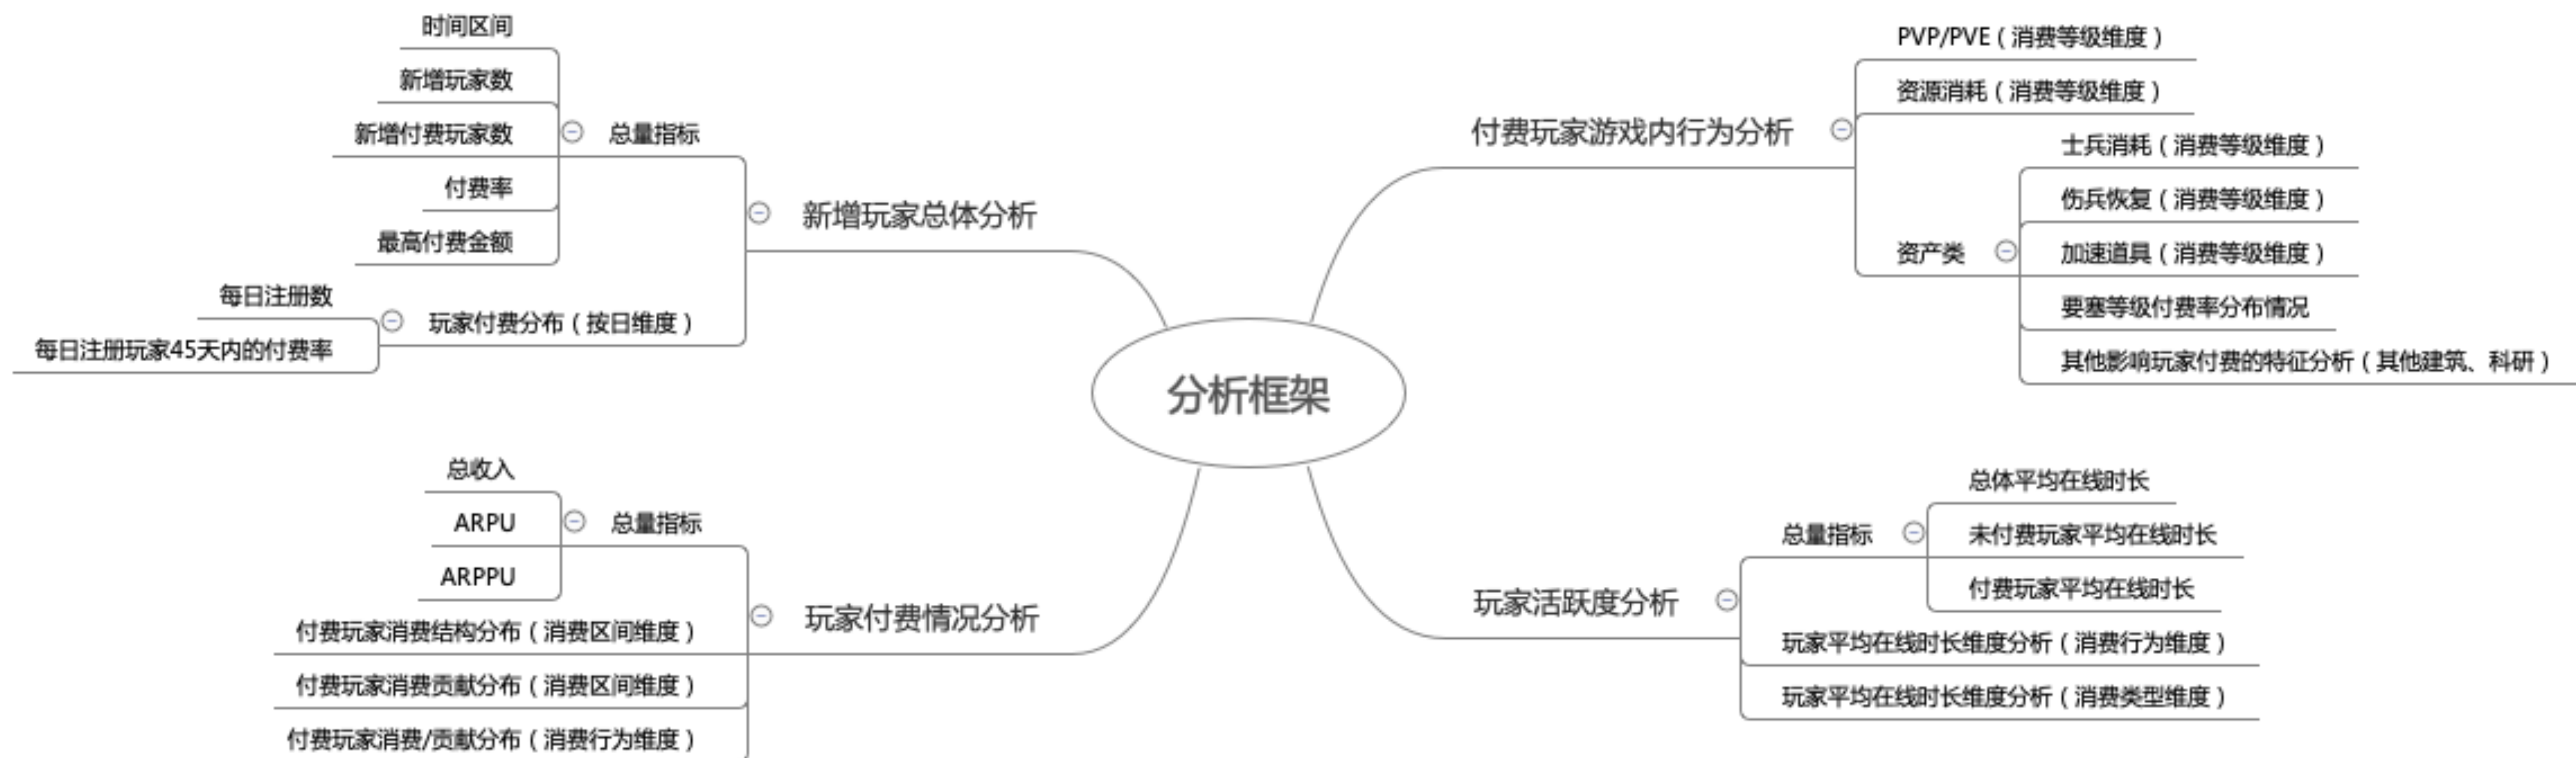 时间区间
新增玩家数
新增付费玩家数
付费率
最高付费金额
总量指标
每日注册数
每日注册玩家45天内的付费率
玩家付费分布（按日维度）
新增玩家总体分析
总收入
ARPU
ARPPU
总量指标
付费玩家消费结构分布（消费区间维度）
付费玩家消费贡献分布（消费区间维度）
付费玩家消费/贡献分布（消费行为维度）
玩家付费情况分析
分析框架
付费玩家游戏内行为分析
PVP/PVE（消费等级维度）
资源消耗（消费等级维度）
资产类
士兵消耗（消费等级维度）
伤兵恢复（消费等级维度）
加速道具（消费等级维度）
要塞等级付费率分布情况
其他影响玩家付费的特征分析（其他建筑、科研）
玩家活跃度分析
总量指标
总体平均在线时长
未付费玩家平均在线时长
付费玩家平均在线时长
玩家平均在线时长维度分析（消费行为维度）
玩家平均在线时长维度分析（消费类型维度）